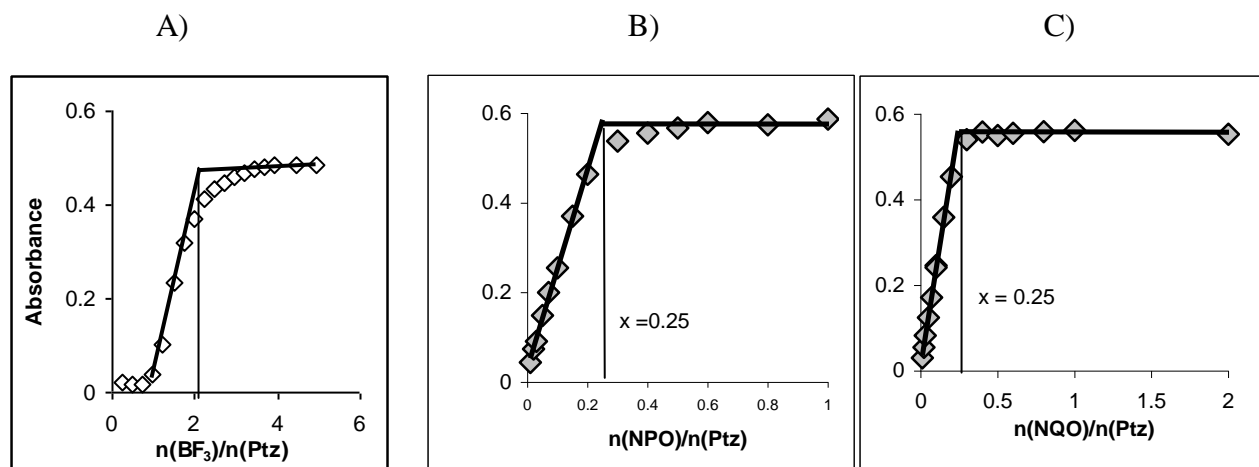 A)
B)
C)
0.6
0.4
0.2
0
Absorbance
0 2 4 6
n(BF₃)/n(Ptz)
0.6
0.4
0.2
0
x =0.25
0 0.2 0.4 0.6 0.8 1
n(NPO)/n(Ptz)
0.6
0.4
0.2
0
x = 0.25
0 0.5 1 1.5 2
n(NQO)/n(Ptz)